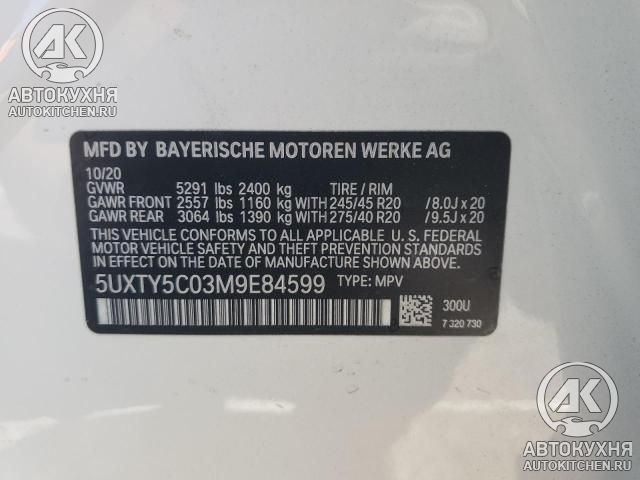 AK
АВТОКУХНЯ
AUTOKITCHEN.RU
MFD BY BAYERISCHE MOTOREN WERKE AG
10/20
GVWR 5291 lbs 2400 kg TIRE / RIM
GAWR FRONT 2557 lbs 1160 kg WITH 245/45 R20 /8.0J x 20
GAWR REAR 3064 lbs 1390 kg WITH 275/40 R20 /9.5J x 20
THIS VEHICLE CONFORMS TO ALL APPLICABLE U. S. FEDERAL
MOTOR VEHICLE SAFETY AND THEFT PREVENTION STANDARDS
IN EFFECT ON THE DATE OF MANUFACTURE SHOWN ABOVE.
5UXTY5C03M9E84599 TYPE: MPV
300U
7 320 730
AK
АВТОКУХНЯ
AUTOKITCHEN.RU